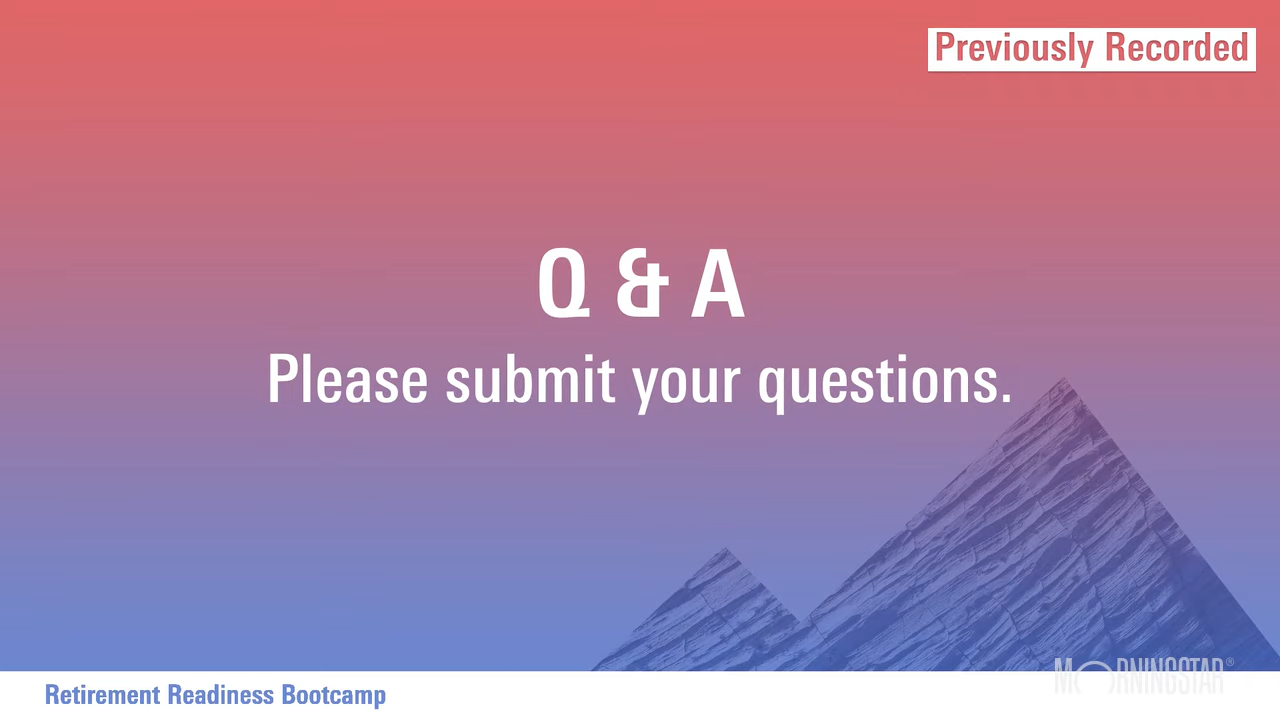 Previously Recorded
Q & A
Please submit your questions.
MORNINGSTAR®
Retirement Readiness Bootcamp